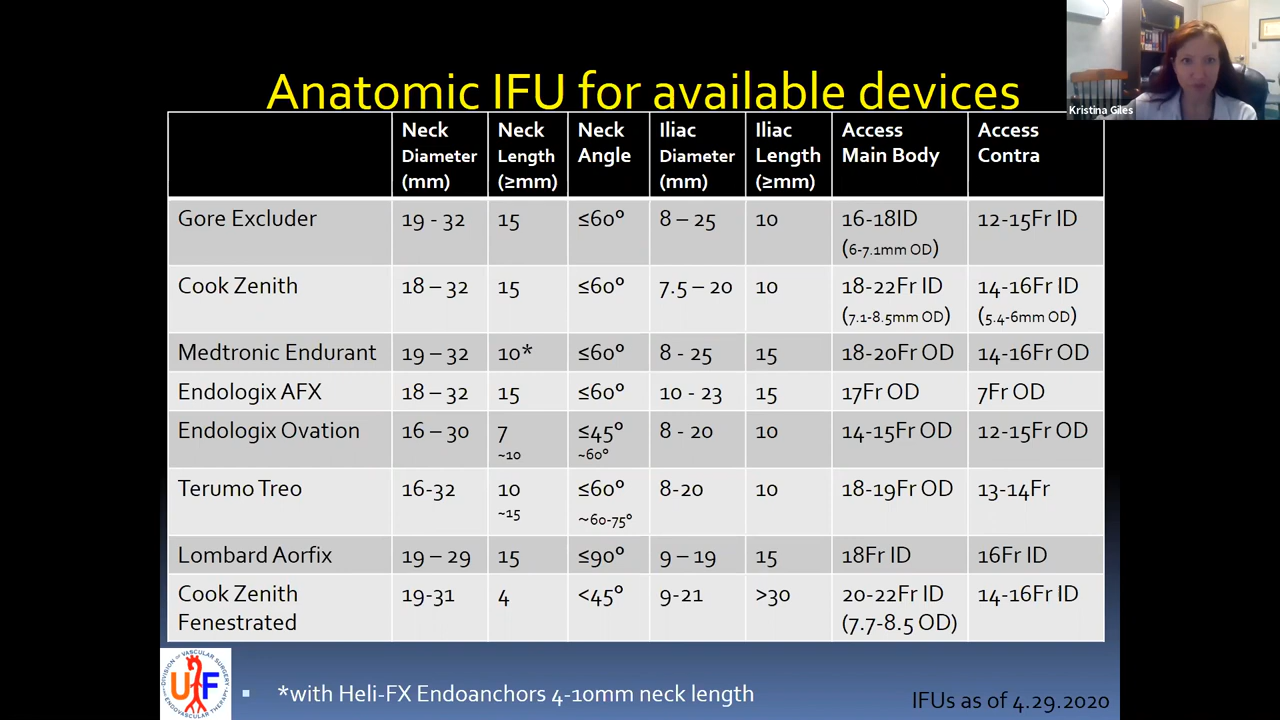 Kristina Giles
Anatomic IFU for available devices
Neck Diameter (mm) Neck Length (≥mm) Neck Angle Iliac Diameter (mm) Iliac Length (≥mm) Access Main Body Access Contra
Gore Excluder 19 - 32 15 ≤60° 8 – 25 10 16-18ID (6-7.1mm OD) 12-15Fr ID
Cook Zenith 18 – 32 15 ≤60° 7.5 – 20 10 18-22Fr ID (7.1-8.5mm OD) 14-16Fr ID (5.4-6mm OD)
Medtronic Endurant 19 – 32 10* ≤60° 8 - 25 15 18-20Fr OD 14-16Fr OD
Endologix AFX 18 – 32 15 ≤60° 10 - 23 15 17Fr OD 7Fr OD
Endologix Ovation 16 – 30 7 ~10 ≤45° ~60° 8 - 20 10 14-15Fr OD 12-15Fr OD
Terumo Treo 16-32 10 ~15 ≤60° ~60-75° 8-20 10 18-19Fr OD 13-14Fr
Lombard Aorfix 19 – 29 15 ≤90° 9 – 19 15 18Fr ID 16Fr ID
Cook Zenith Fenestrated 19-31 4 <45° 9-21 >30 20-22Fr ID (7.7-8.5 OD) 14-16Fr ID
DIVISION OF VASCULAR SURGERY
UF
ENDOVASCULAR THERAPY
*with Heli-FX Endoanchors 4-10mm neck length
IFUs as of 4.29.2020